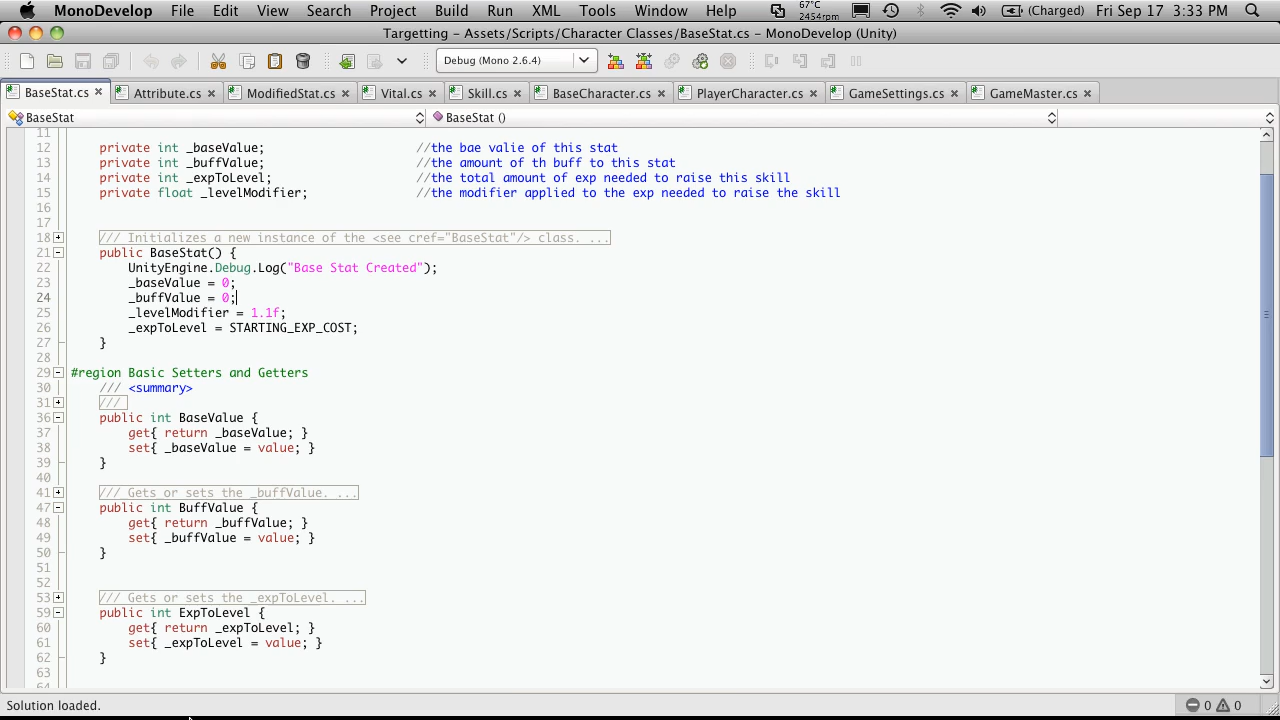 MonoDevelop File Edit View Search Project Build Run XML Tools Window Help 67°C 2454rpm (Charged) Fri Sep 17 3:33 PM
Targetting - Assets/Scripts/Character Classes/BaseStat.cs - MonoDevelop (Unity)
Debug (Mono 2.6.4)
BaseStat.cs Attribute.cs ModifiedStat.cs Vital.cs Skill.cs BaseCharacter.cs PlayerCharacter.cs GameSettings.cs GameMaster.cs
BaseStat BaseStat ()
11
12 private int _baseValue; //the bae valie of this stat
13 private int _buffValue; //the amount of th buff to this stat
14 private int _expToLevel; //the total amount of exp needed to raise this skill
15 private float _levelModifier; //the modifier applied to the exp needed to raise the skill
16
17
18 /// Initializes a new instance of the <see cref="BaseStat"/> class. ...
21 public BaseStat() {
22 UnityEngine.Debug.Log("Base Stat Created");
23 _baseValue = 0;
24 _buffValue = 0;
25 _levelModifier = 1.1f;
26 _expToLevel = STARTING_EXP_COST;
27 }
28
29 #region Basic Setters and Getters
30 /// <summary>
31 ///
36 public int BaseValue {
37 get{ return _baseValue; }
38 set{ _baseValue = value; }
39 }
40
41 /// Gets or sets the _buffValue. ...
47 public int BuffValue {
48 get{ return _buffValue; }
49 set{ _buffValue = value; }
50 }
51
52
53 /// Gets or sets the _expToLevel. ...
59 public int ExpToLevel {
60 get{ return _expToLevel; }
61 set{ _expToLevel = value; }
62 }
63
64
Solution loaded. 0 0